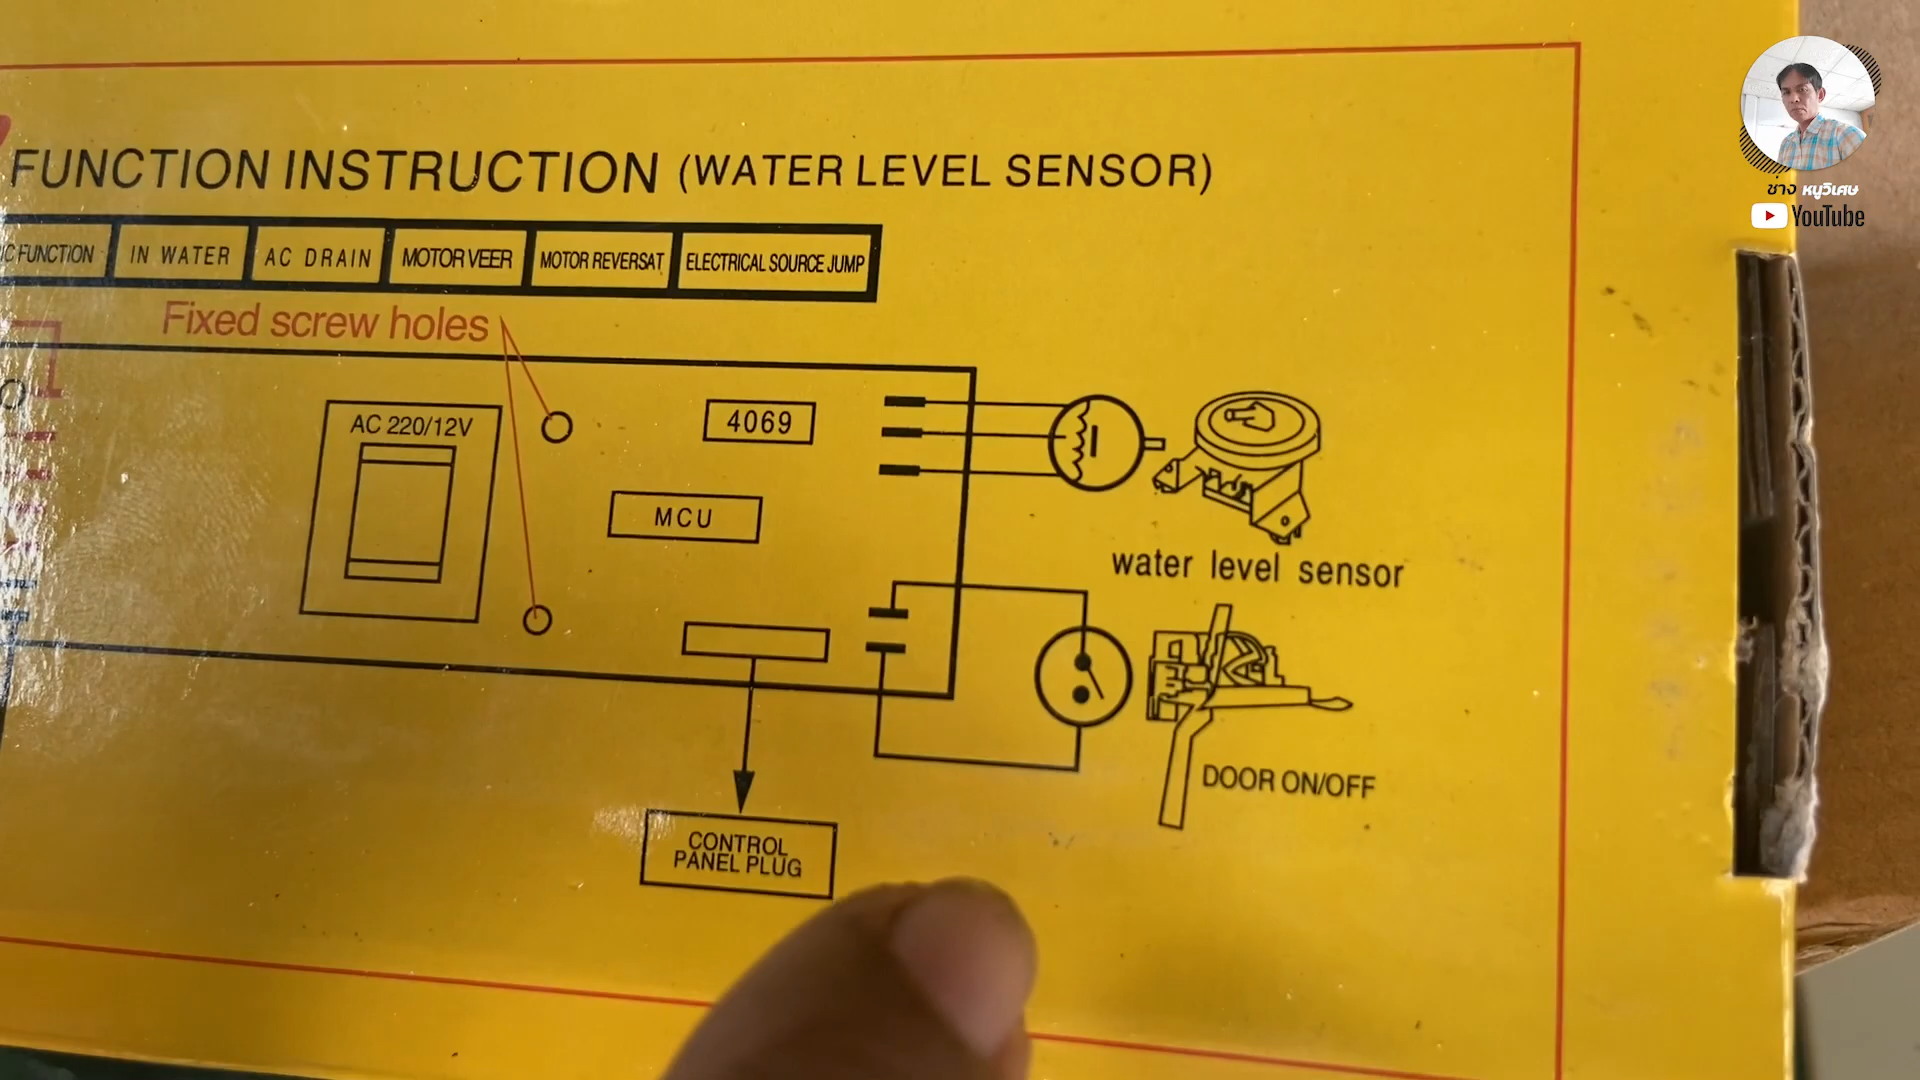 FUNCTION INSTRUCTION (WATER LEVEL SENSOR)
IC FUNCTION
IN WATER
AC DRAIN
MOTOR VEER
MOTOR REVERSAT
ELECTRICAL SOURCE JUMP
Fixed screw holes
AC 220/12V
4069
MCU
water level sensor
DOOR ON/OFF
CONTROL
PANEL PLUG
ช่าง หนูวิเศษ
YouTube